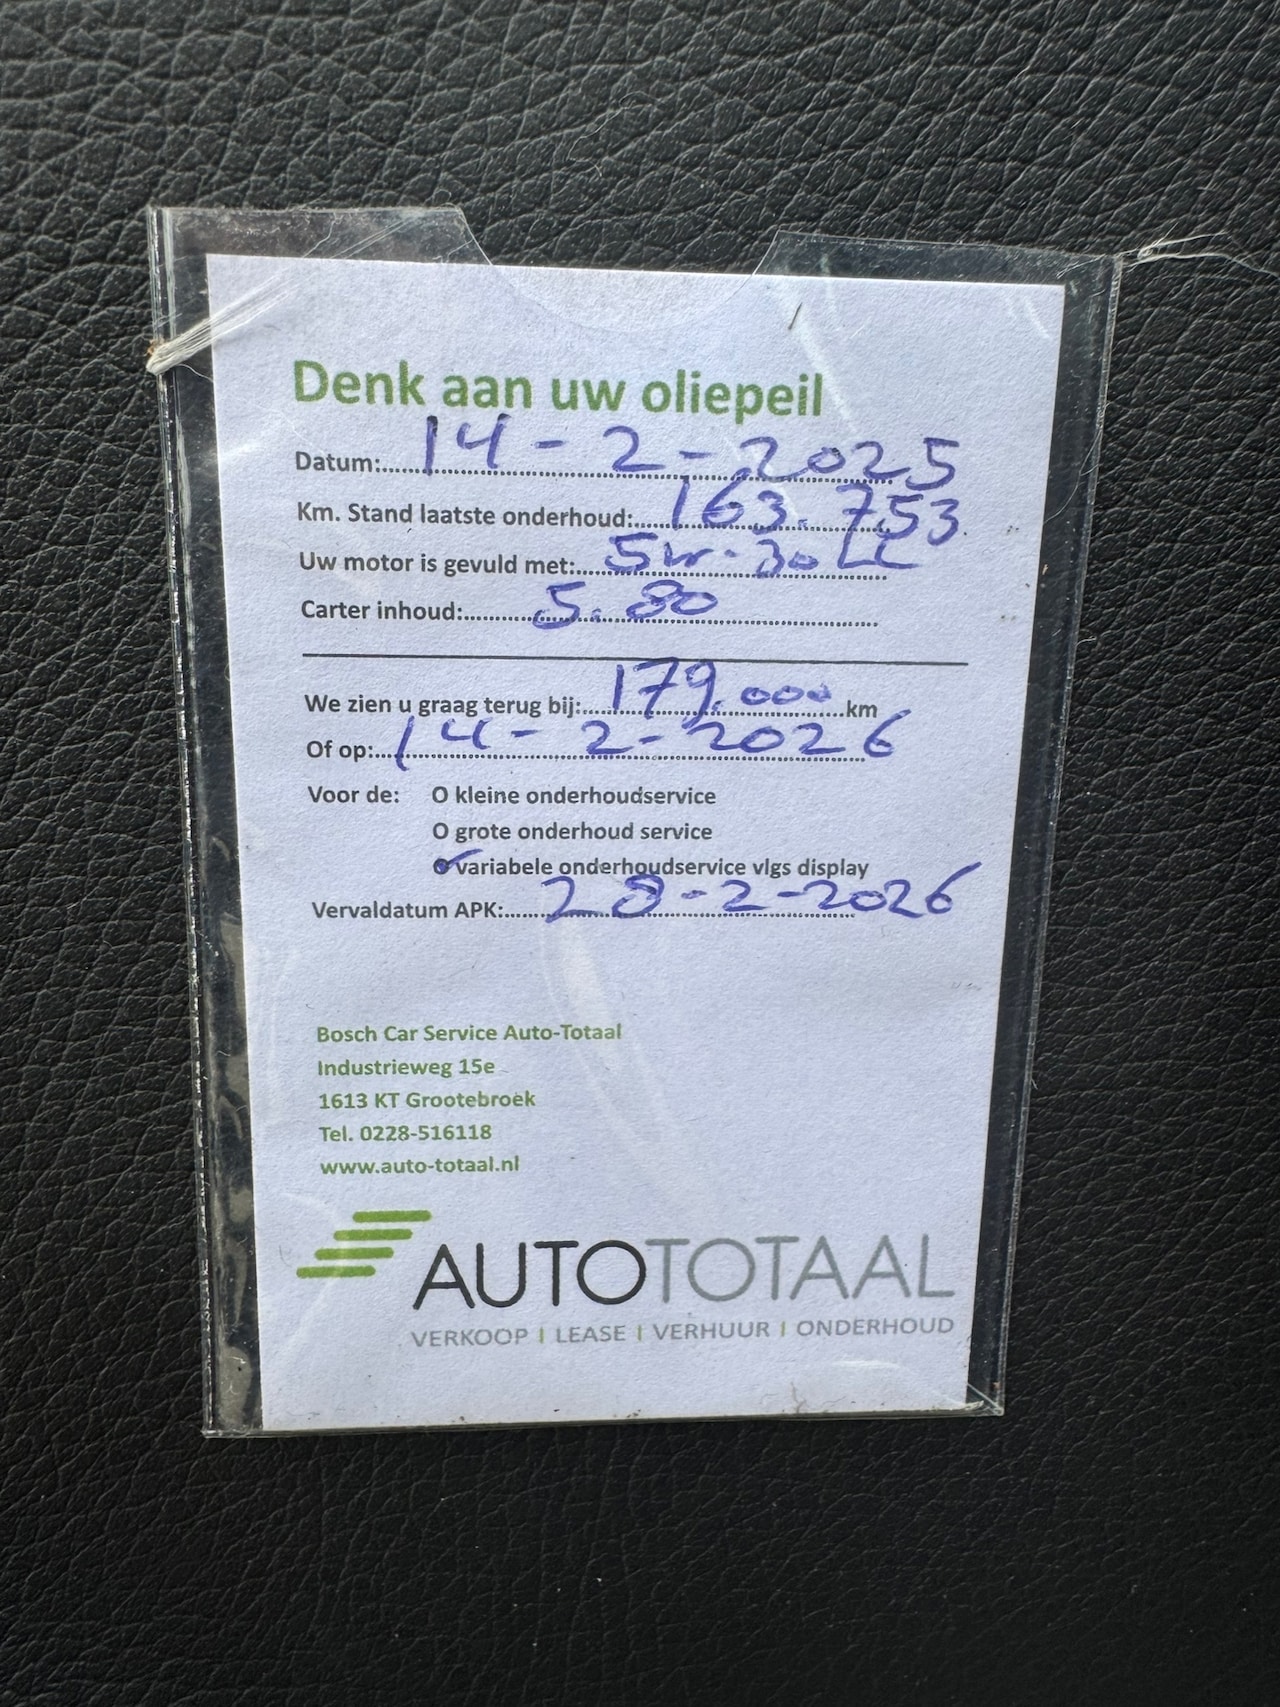 Denk aan uw oliepeil
Datum: 14-2-2025
Km. Stand laatste onderhoud: 163.753
Uw motor is gevuld met: 5w-30 LL
Carter inhoud: 5.80
We zien u graag terug bij: 179.000 km
Of op: 14-2-2026
Voor de: O kleine onderhoudservice
O grote onderhoud service
O variabele onderhoudservice vlgs display
Vervaldatum APK: 28-2-2026
Bosch Car Service Auto-Totaal
Industrieweg 15e
1613 KT Grootebroek
Tel. 0228-516118
www.auto-totaal.nl
AUTOTOTAAL
VERKOOP | LEASE | VERHUUR | ONDERHOUD